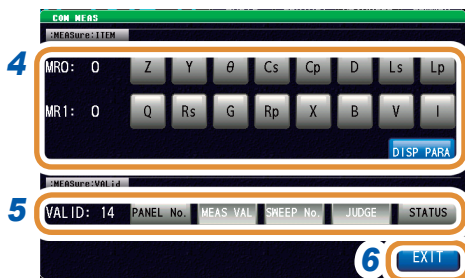 COM MEAS
:MEASure:ITEM
4
MR0: 0 Z Y θ Cs Cp D Ls Lp
MR1: 0 Q Rs G Rp X B V I
DISP PARA
:MEASure:VALid
5
VALID: 14 PANEL No. MEAS VAL SWEEP No. JUDGE STATUS
6 EXIT